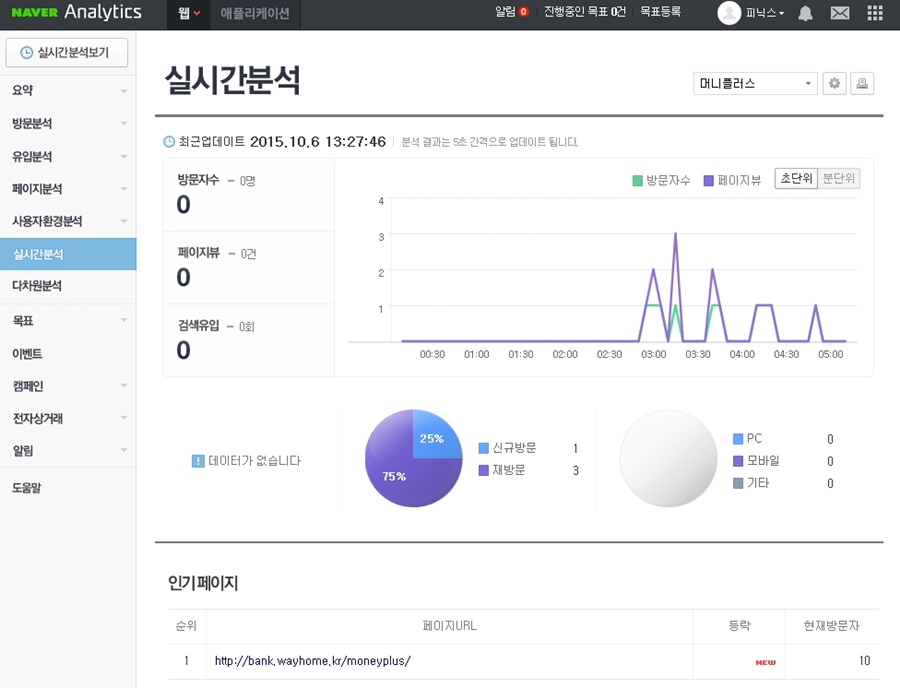 NAVER Analytics 웹 애플리케이션 알림 0 진행중인 목표 0건 목표등록 피닉스
실시간분석보기
요약
방문분석
유입분석
페이지분석
사용자환경분석
실시간분석
다차원분석
목표
이벤트
캠페인
전자상거래
알림
도움말
실시간분석
머니플러스
최근업데이트 2015.10.6 13:27:46 분석 결과는 5초 간격으로 업데이트 됩니다.
방문자수 - 0명
0
페이지뷰 - 0건
0
검색유입 - 0회
0
방문자수 페이지뷰 초단위 분단위
4
3
2
1
00:30 01:00 01:30 02:00 02:30 03:00 03:30 04:00 04:30 05:00
데이터가 없습니다
25%
75%
신규방문 1
재방문 3
PC 0
모바일 0
기타 0
인기페이지
순위 페이지URL 등락 현재방문자
1 http://bank.wayhome.kr/moneyplus/ NEW 10